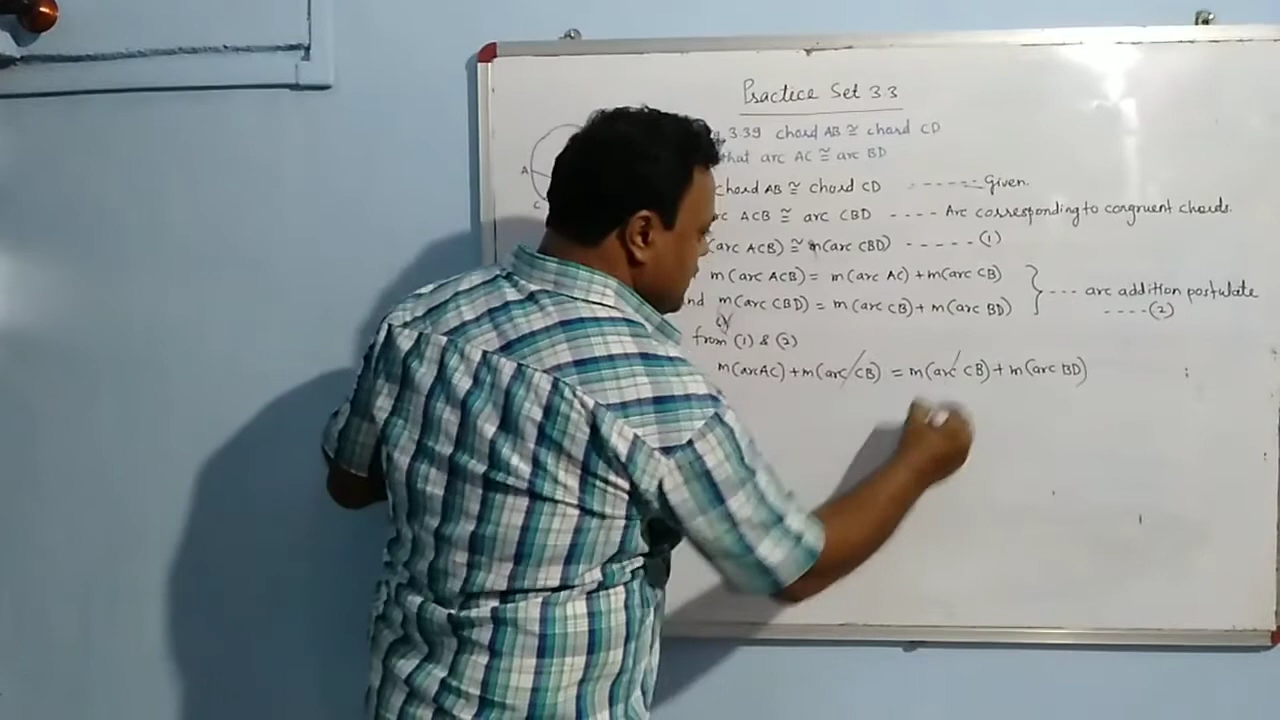 Practice Set 3.3
3.39 chord AB ≅ chord CD
that arc AC ≅ arc BD
A
C
chord AB ≅ chord CD ------ Given.
arc ACB ≅ arc CBD ---- Arc corresponding to congruent chords.
(arc ACB) ≅ m(arc CBD) ----- (1)
m(arc ACB) = m(arc AC) + m(arc CB)
nd m(arc CBD) = m(arc CB) + m(arc BD) } --- arc addition postulate
----(2)
from (1) & (2)
m(arc AC) + m(arc CB) = m(arc CB) + m(arc BD)